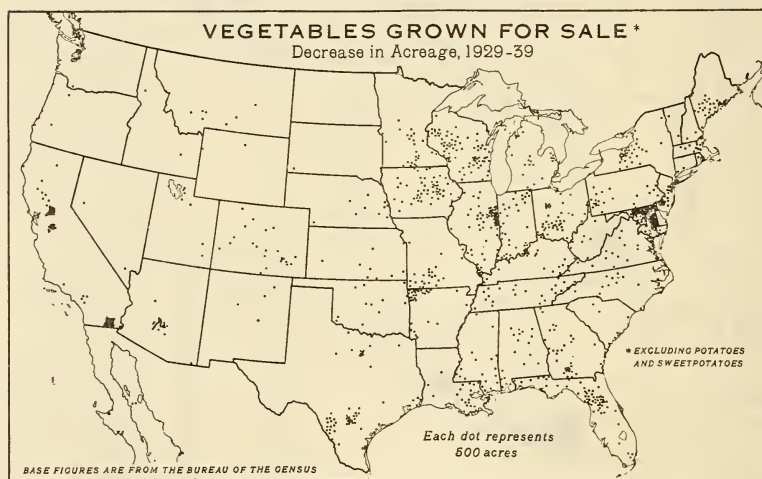 VEGETABLES GROWN FOR SALE*
Decrease in Acreage, 1929-39
* EXCLUDING POTATOES
AND SWEETPOTATOES
Each dot represents
500 acres
BASE FIGURES ARE FROM THE BUREAU OF THE CENSUS